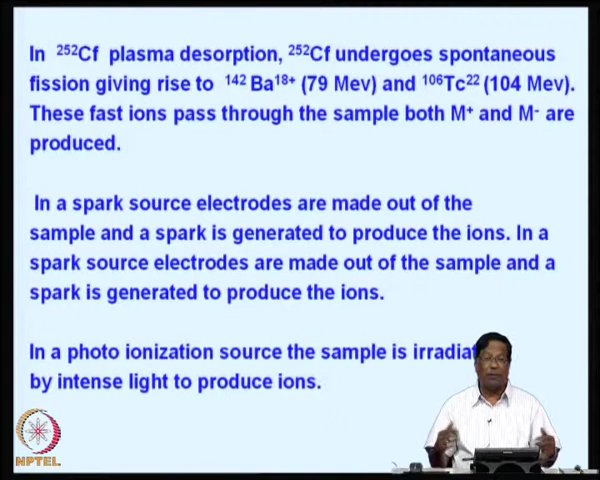 In ²⁵²Cf plasma desorption, ²⁵²Cf undergoes spontaneous
fission giving rise to ¹⁴²Ba¹⁸⁺ (79 Mev) and ¹⁰⁶Tc²² (104 Mev).
These fast ions pass through the sample both M⁺ and M⁻ are
produced.
In a spark source electrodes are made out of the
sample and a spark is generated to produce the ions. In a
spark source electrodes are made out of the sample and a
spark is generated to produce the ions.
In a photo ionization source the sample is
by intense light to produce ions.
NPTEL